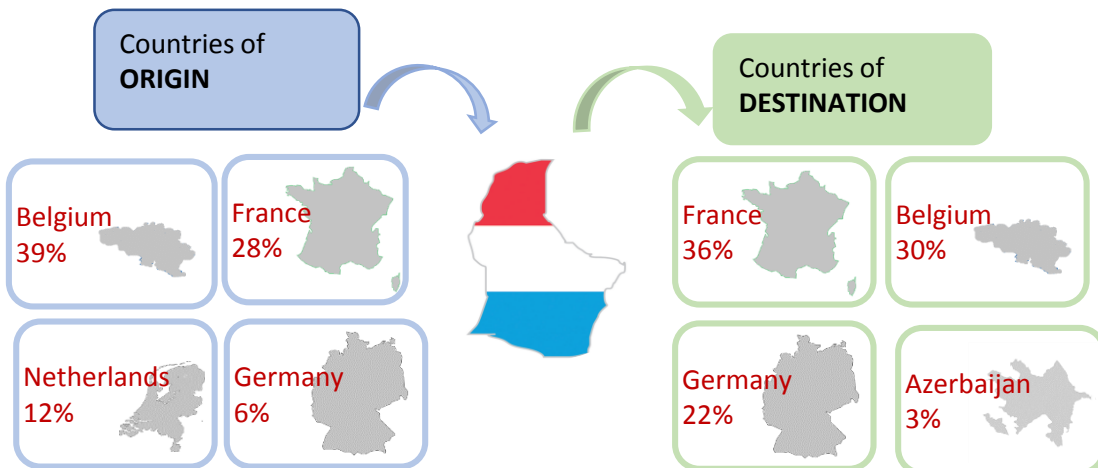 Countries of
ORIGIN
Countries of
DESTINATION
Belgium
39%
France
28%
Netherlands
12%
Germany
6%
France
36%
Belgium
30%
Germany
22%
Azerbaijan
3%